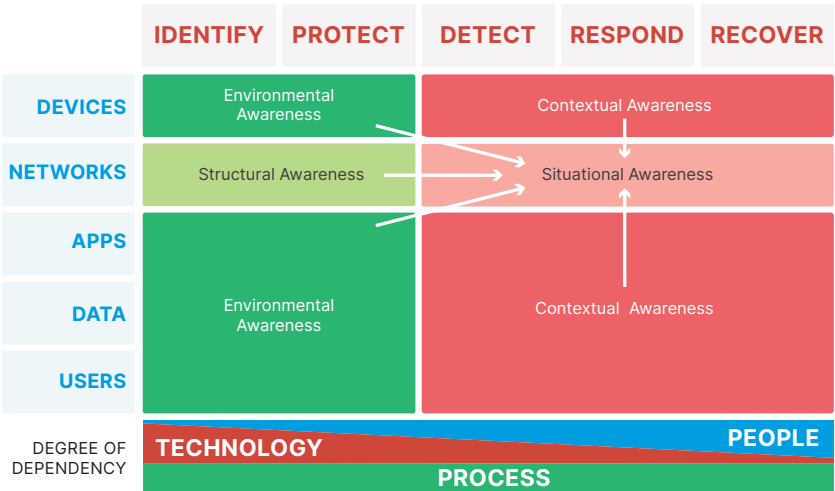 IDENTIFY PROTECT DETECT RESPOND RECOVER
DEVICES
Environmental
Awareness
Contextual Awareness
NETWORKS
Structural Awareness
Situational Awareness
APPS
DATA
Environmental
Awareness
Contextual Awareness
USERS
DEGREE OF
DEPENDENCY
TECHNOLOGY
PEOPLE
PROCESS